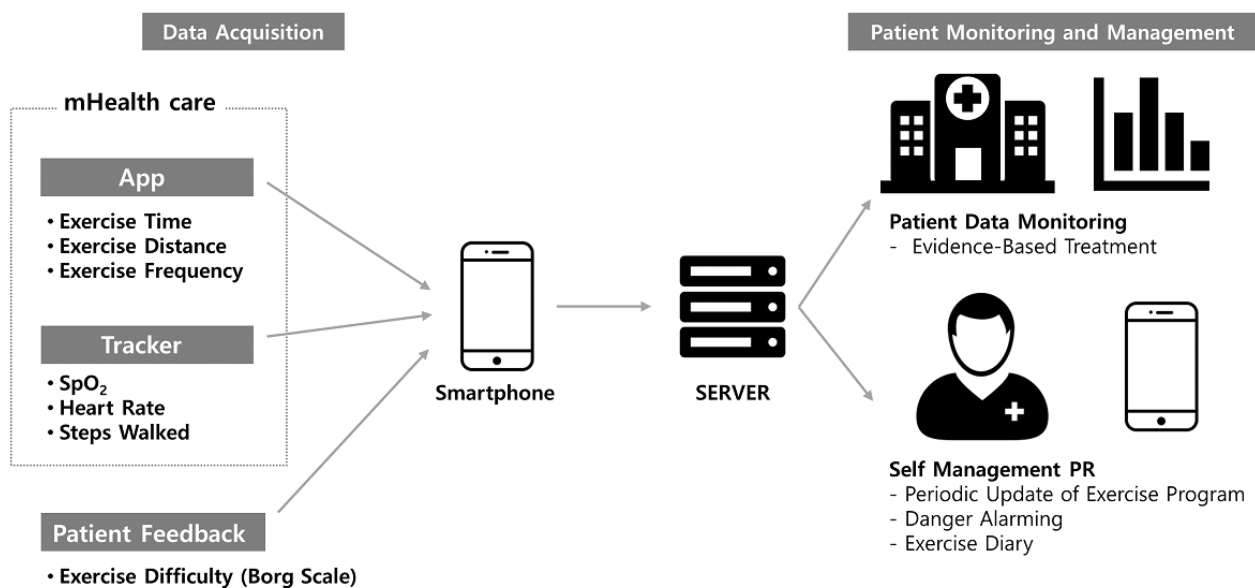 Data Acquisition
Patient Monitoring and Management
mHealth care
App
• Exercise Time
• Exercise Distance
• Exercise Frequency
Tracker
• SpO₂
• Heart Rate
• Steps Walked
Patient Feedback
• Exercise Difficulty (Borg Scale)
Smartphone
SERVER
Patient Data Monitoring
- Evidence-Based Treatment
Self Management PR
- Periodic Update of Exercise Program
- Danger Alarming
- Exercise Diary